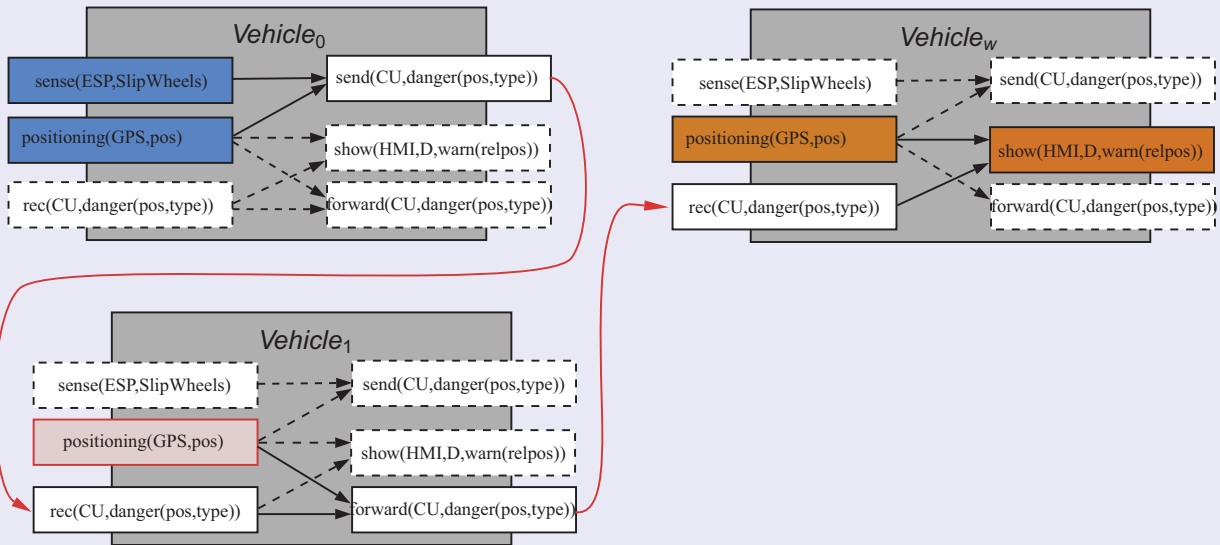 Vehicle0
sense(ESP,SlipWheels)
send(CU,danger(pos,type))
positioning(GPS,pos)
show(HMI,D,warn(relpos))
rec(CU,danger(pos,type))
forward(CU,danger(pos,type))
Vehiclew
sense(ESP,SlipWheels)
send(CU,danger(pos,type))
positioning(GPS,pos)
show(HMI,D,warn(relpos))
rec(CU,danger(pos,type))
forward(CU,danger(pos,type))
Vehicle1
sense(ESP,SlipWheels)
send(CU,danger(pos,type))
positioning(GPS,pos)
show(HMI,D,warn(relpos))
rec(CU,danger(pos,type))
forward(CU,danger(pos,type))